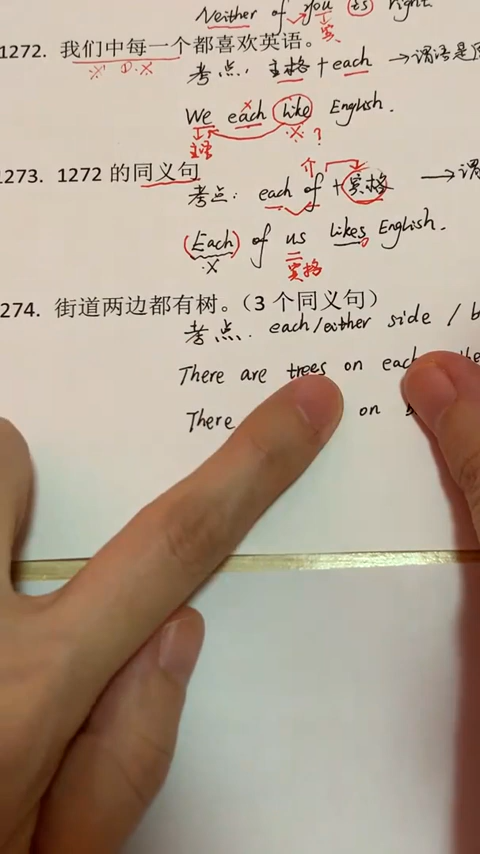 Neither of you is right.
宾
1272. 我们中每一个都喜欢英语。
考点: 主格 + each → 谓语是
We each like English.
主语 ?
1273. 1272 的同义句
介
考点: each of + 宾格 → 谓
(Each) of us likes English.
宾格
274. 街道两边都有树。(3 个同义句)
考点: each/either side / b
There are trees on each
There on